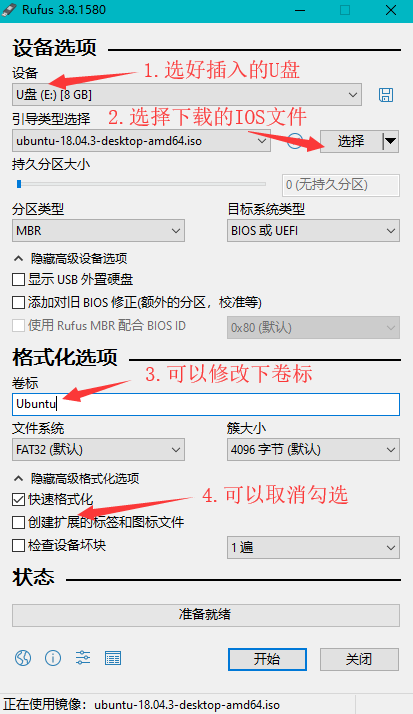 Rufus 3.8.1580
设备选项
设备
1.选好插入的U盘
U盘 (E:) [8 GB]
引导类型选择
2.选择下载的IOS文件
ubuntu-18.04.3-desktop-amd64.iso
选择
持久分区大小
0 (无持久分区)
分区类型
目标系统类型
MBR
BIOS 或 UEFI
隐藏高级设备选项
显示 USB 外置硬盘
添加对旧 BIOS 修正(额外的分区，校准等)
使用 Rufus MBR 配合 BIOS ID
0x80 (默认)
格式化选项
3.可以修改下卷标
卷标
Ubuntu
文件系统
簇大小
FAT32 (默认)
4096 字节 (默认)
隐藏高级格式化选项
快速格式化
4.可以取消勾选
创建扩展的标签和图标文件
检查设备坏块
1 遍
状态
准备就绪
开始
关闭
正在使用镜像：ubuntu-18.04.3-desktop-amd64.iso